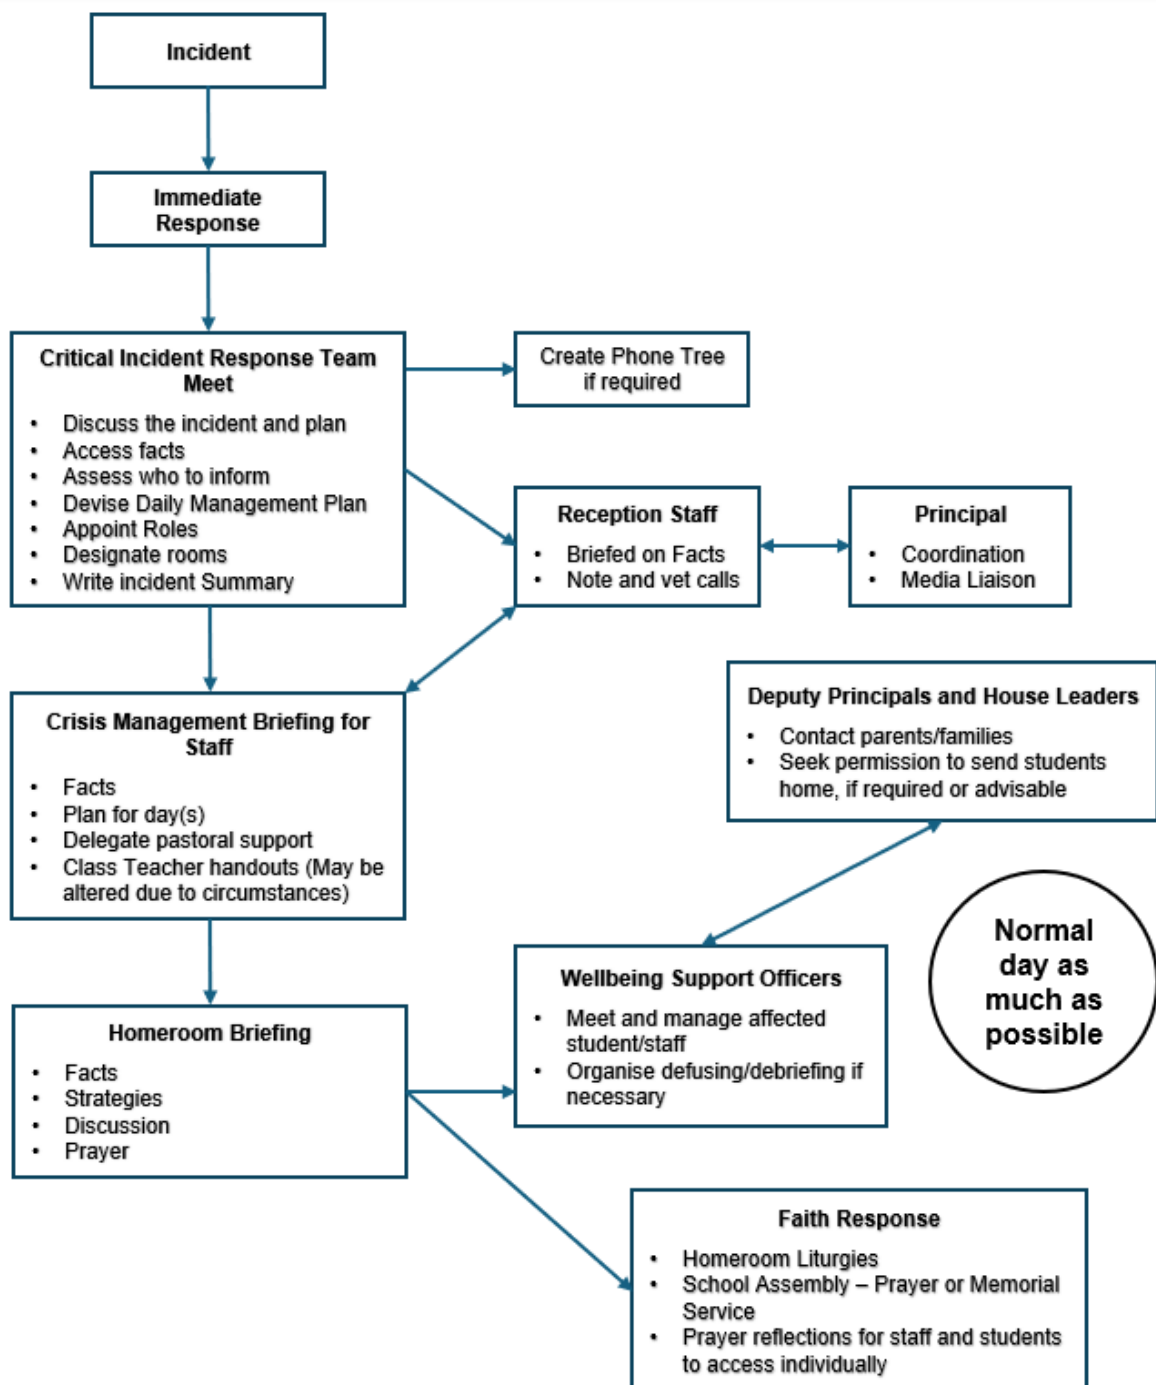 Incident
Immediate
Response
Critical Incident Response Team
Meet
• Discuss the incident and plan
• Access facts
• Assess who to inform
• Devise Daily Management Plan
• Appoint Roles
• Designate rooms
• Write incident Summary
Create Phone Tree
if required
Reception Staff
• Briefed on Facts
• Note and vet calls
Principal
• Coordination
• Media Liaison
Crisis Management Briefing for
Staff
• Facts
• Plan for day(s)
• Delegate pastoral support
• Class Teacher handouts (May be
altered due to circumstances)
Deputy Principals and House Leaders
• Contact parents/families
• Seek permission to send students
home, if required or advisable
Normal
day as
much as
possible
Homeroom Briefing
• Facts
• Strategies
• Discussion
• Prayer
Wellbeing Support Officers
• Meet and manage affected
student/staff
• Organise defusing/debriefing if
necessary
Faith Response
• Homeroom Liturgies
• School Assembly – Prayer or Memorial
Service
• Prayer reflections for staff and students
to access individually